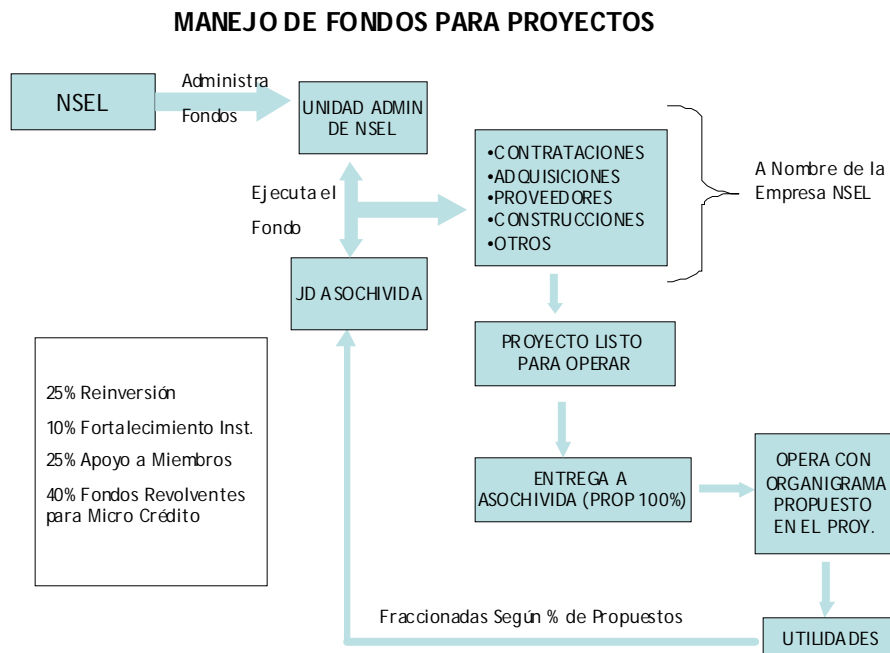 MANEJO DE FONDOS PARA PROYECTOS
NSEL
Administra
Fondos
UNIDAD ADMIN
DE NSEL
•CONTRATACIONES
•ADQUISICIONES
•PROVEEDORES
•CONSTRUCCIONES
•OTROS
A Nombre de la
Empresa NSEL
Ejecuta el
Fondo
JD ASOCHIVIDA
PROYECTO LISTO
PARA OPERAR
25% Reinversión
10% Fortalecimiento Inst.
25% Apoyo a Miembros
40% Fondos Revolventes
para Micro Crédito
ENTREGA A
ASOCHIVIDA (PROP 100%)
OPERA CON
ORGANIGRAMA
PROPUESTO
EN EL PROY.
Fraccionadas Según % de Propuestos
UTILIDADES